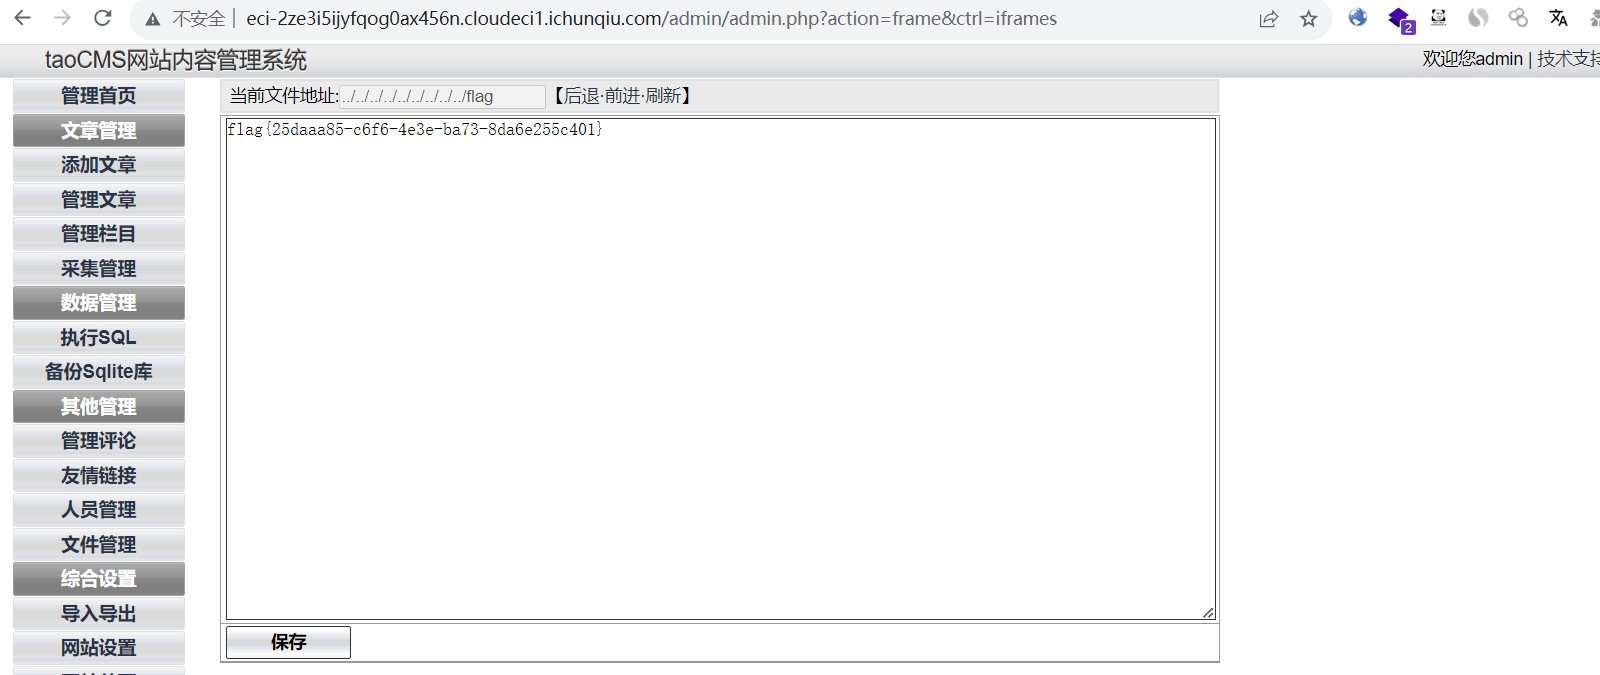 不安全 eci-2ze3i5ijyfqog0ax456n.cloudeci1.ichunqiu.com/admin/admin.php?action=frame&ctrl=iframes
2
taoCMS网站内容管理系统
欢迎您admin | 技术支持
管理首页
文章管理
添加文章
管理文章
管理栏目
采集管理
数据管理
执行SQL
备份Sqlite库
其他管理
管理评论
友情链接
人员管理
文件管理
综合设置
导入导出
网站设置
当前文件地址: ../../../../../../../../../flag 【后退·前进·刷新】
flag{25daaa85-c6f6-4e3e-ba73-8da6e255c401}
保存